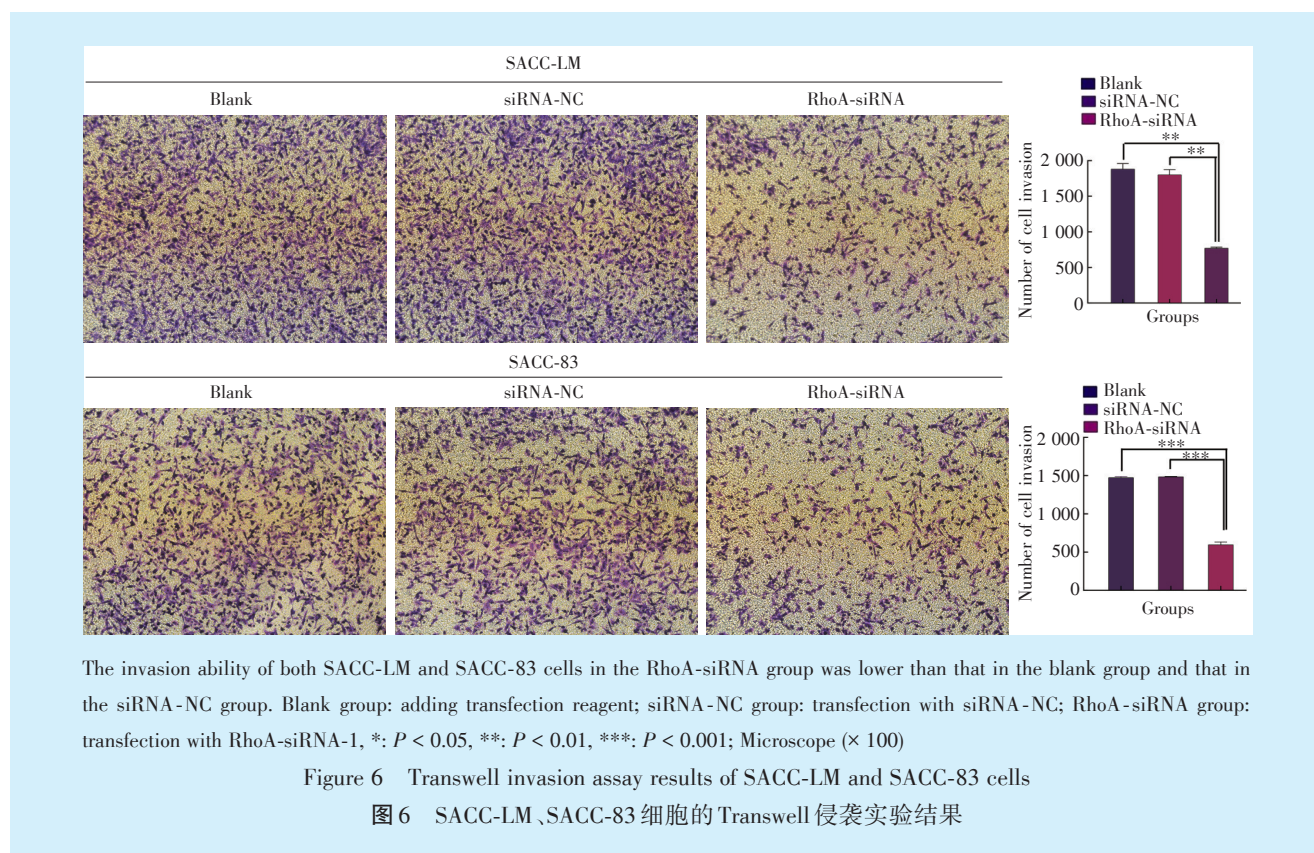 SACC-LM
Blank siRNA-NC RhoA-siRNA
Blank
siRNA-NC
RhoA-siRNA
** **
2 000
1 500
1 000
500
0
Number of cell invasion
Groups
SACC-83
Blank siRNA-NC RhoA-siRNA
Blank
siRNA-NC
RhoA-siRNA
***
***
2 000
1 500
1 000
500
0
Number of cell invasion
Groups
The invasion ability of both SACC-LM and SACC-83 cells in the RhoA-siRNA group was lower than that in the blank group and that in
the siRNA-NC group. Blank group: adding transfection reagent; siRNA-NC group: transfection with siRNA-NC; RhoA-siRNA group:
transfection with RhoA-siRNA-1, *: P < 0.05, **: P < 0.01, ***: P < 0.001; Microscope (× 100)
Figure 6 Transwell invasion assay results of SACC-LM and SACC-83 cells
图6 SACC-LM、SACC-83细胞的Transwell侵袭实验结果